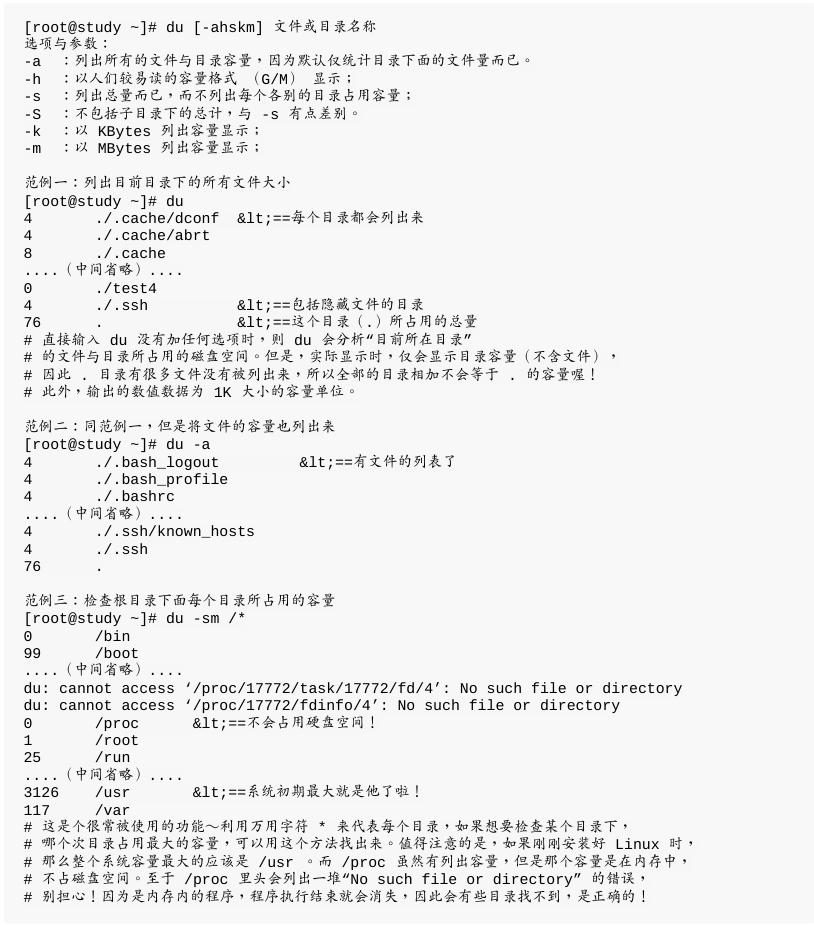 [root@study ~]# du [-ahskm] 文件或目录名称
选项与参数：
-a  ：列出所有的文件与目录容量，因为默认仅统计目录下面的文件量而已。
-h  ：以人们较易读的容量格式 （G/M） 显示；
-s  ：列出总量而已，而不列出每个各别的目录占用容量；
-S  ：不包括子目录下的总计，与 -s 有点差别。
-k  ：以 KBytes 列出容量显示；
-m  ：以 MBytes 列出容量显示；
范例一：列出目前目录下的所有文件大小
[root@study ~]# du
4       ./.cache/dconf  &lt;==每个目录都会列出来
4       ./.cache/abrt
8       ./.cache
....（中间省略）....
0       ./test4
4       ./.ssh          &lt;==包括隐藏文件的目录
76      .               &lt;==这个目录（.）所占用的总量
# 直接输入 du 没有加任何选项时，则 du 会分析“目前所在目录”
# 的文件与目录所占用的磁盘空间。但是，实际显示时，仅会显示目录容量（不含文件），
# 因此 . 目录有很多文件没有被列出来，所以全部的目录相加不会等于 . 的容量喔！
# 此外，输出的数值数据为 1K 大小的容量单位。
范例二：同范例一，但是将文件的容量也列出来
[root@study ~]# du -a
4       ./.bash_logout         &lt;==有文件的列表了
4       ./.bash_profile
4       ./.bashrc
....（中间省略）....
4       ./.ssh/known_hosts
4       ./.ssh
76      .
范例三：检查根目录下面每个目录所占用的容量
[root@study ~]# du -sm /*
0       /bin
99      /boot
....（中间省略）....
du: cannot access ‘/proc/17772/task/17772/fd/4’: No such file or directory
du: cannot access ‘/proc/17772/fdinfo/4’: No such file or directory
0       /proc      &lt;==不会占用硬盘空间！
1       /root
25      /run
....（中间省略）....
3126    /usr       &lt;==系统初期最大就是他了啦！
117     /var
# 这是个很常被使用的功能～利用万用字符 * 来代表每个目录，如果想要检查某个目录下，
# 哪个次目录占用最大的容量，可以用这个方法找出来。值得注意的是，如果刚刚安装好 Linux 时，
# 那么整个系统容量最大的应该是 /usr 。而 /proc 虽然有列出容量，但是那个容量是在内存中，
# 不占磁盘空间。至于 /proc 里头会列出一堆“No such file or directory” 的错误，
# 别担心！因为是内存内的程序，程序执行结束就会消失，因此会有些目录找不到，是正确的！